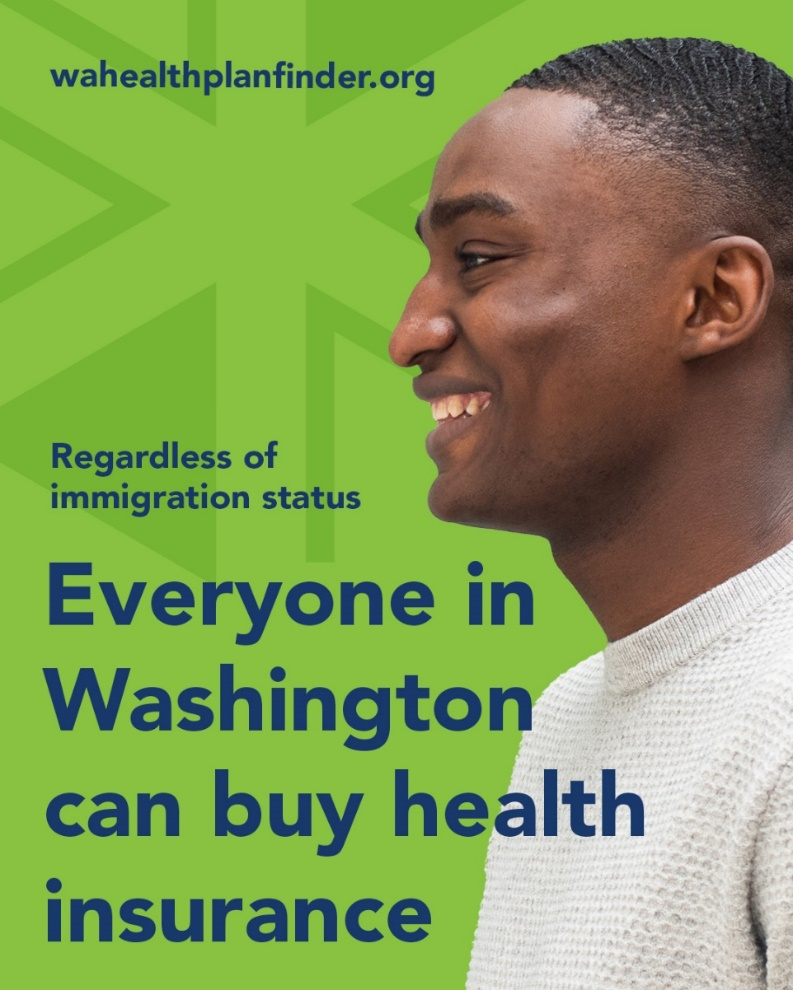 wahealthplanfinder.org
Regardless of
immigration status
Everyone in
Washington
can buy health
insurance